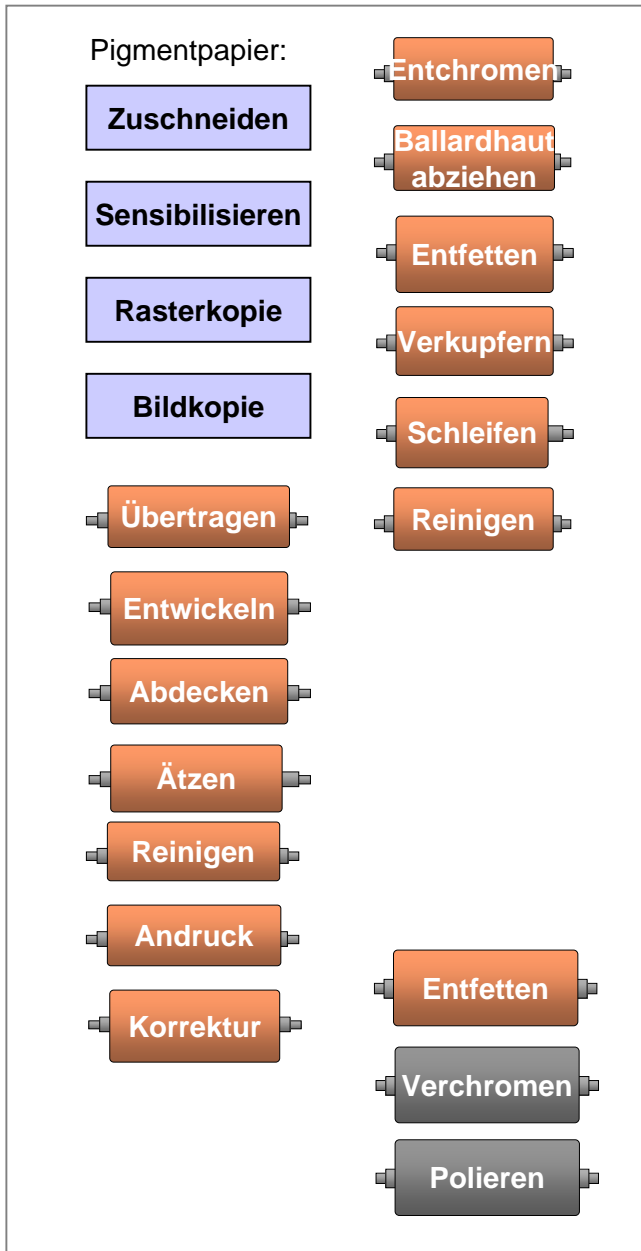 Pigmentpapier:
Zuschneiden
Sensibilisieren
Rasterkopie
Bildkopie
Übertragen
Entwickeln
Abdecken
Ätzen
Reinigen
Andruck
Korrektur
Entchromen
Ballardhaut
abziehen
Entfetten
Verkupfern
Schleifen
Reinigen
Entfetten
Verchromen
Polieren